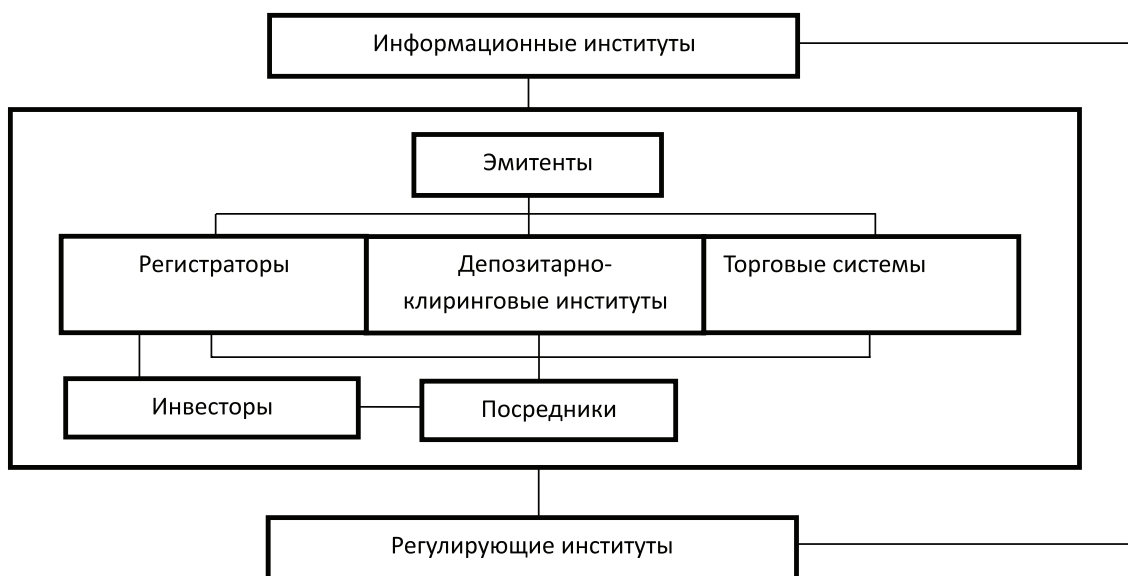 Информационные институты
Эмитенты
Регистраторы
Депозитарно-
клиринговые институты
Торговые системы
Инвесторы
Посредники
Регулирующие институты